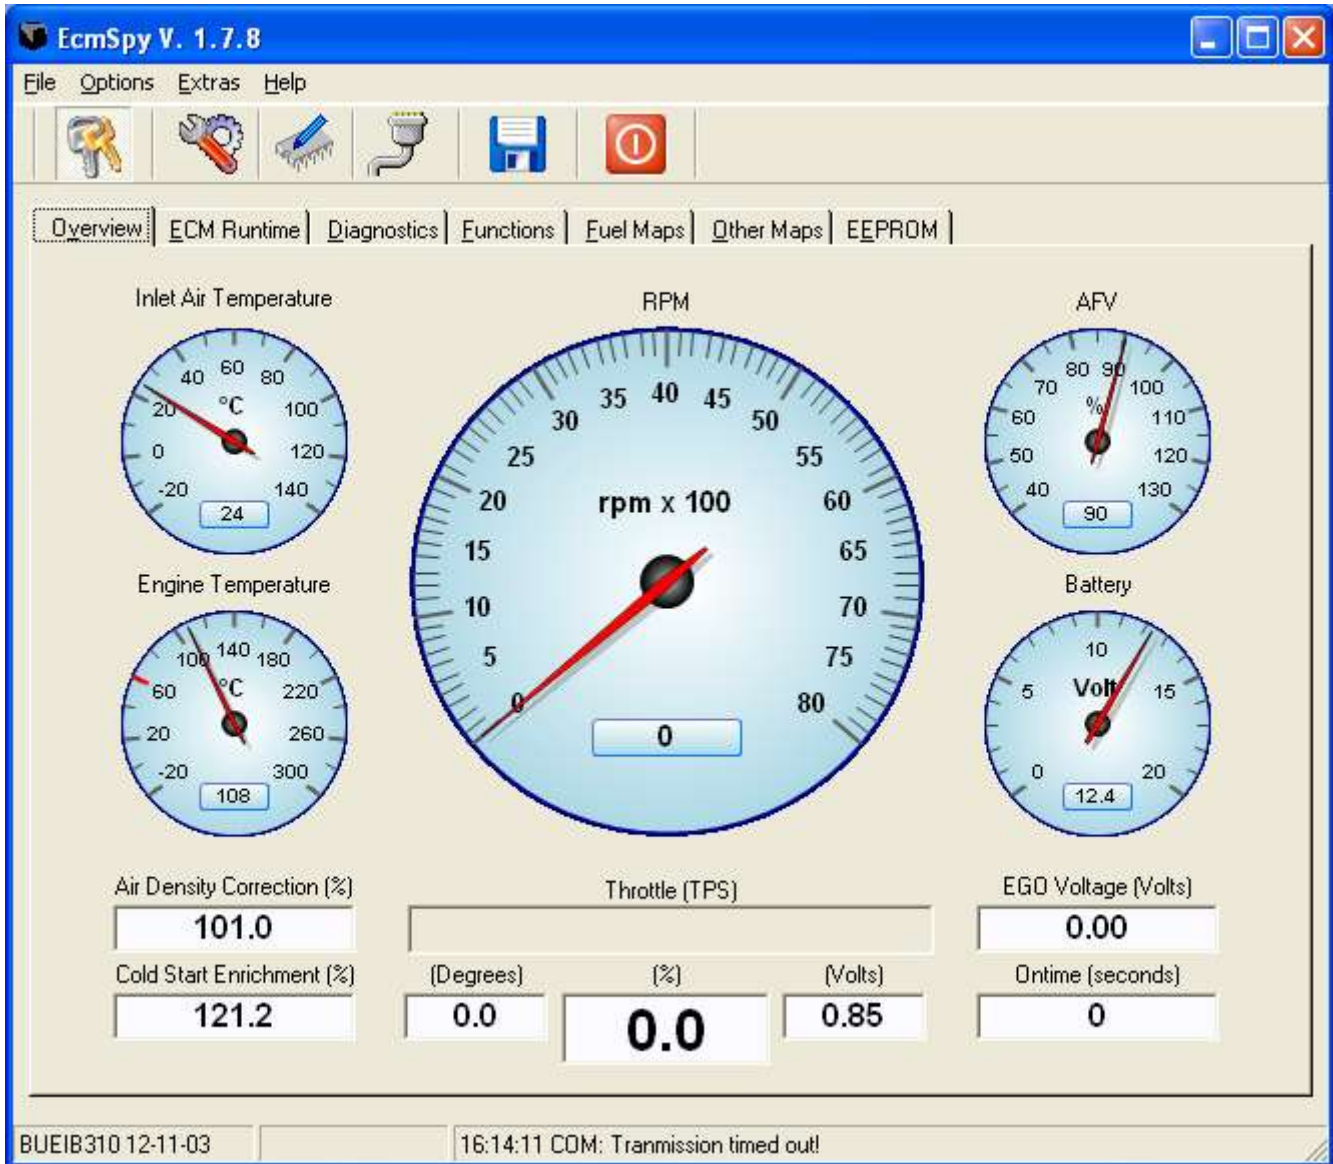 EcmSpy V. 1.7.8
File Options Extras Help
Overview ECM Runtime Diagnostics Functions Fuel Maps Other Maps EEPROM
Inlet Air Temperature
-20 0 20 40 60 80 100 120 140
°C
24
RPM
0 5 10 15 20 25 30 35 40 45 50 55 60 65 70 75 80
rpm x 100
0
AFV
40 50 60 70 80 90 100 110 120 130
%
90
Engine Temperature
-20 20 60 100 140 180 220 260 300
°C
108
Battery
0 5 10 15 20
Volt
12.4
Air Density Correction (%)
101.0
Throttle (TPS)
EGO Voltage (Volts)
0.00
Cold Start Enrichment (%)
121.2
(Degrees) (%) (Volts)
0.0 0.0 0.85
Ontime (seconds)
0
BUEIB310 12-11-03
16:14:11 COM: Tranmission timed out!